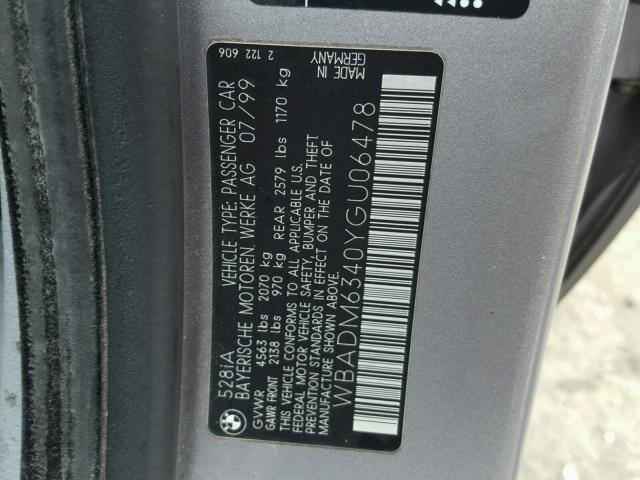 528iA VEHICLE TYPE: PASSENGER CAR
BAYERISCHE MOTOREN WERKE AG 07/99
GVWR 4563 lbs 2070 kg
GAWR FRONT 2138 lbs 970 kg REAR 2579 lbs 1170 kg
THIS VEHICLE CONFORMS TO ALL APPLICABLE U.S.
FEDERAL MOTOR VEHICLE SAFETY, BUMPER AND THEFT
PREVENTION STANDARDS IN EFFECT ON THE DATE OF
MANUFACTURE SHOWN ABOVE.
WBADM6340YGU06478
2 122 606
MADE IN
GERMANY